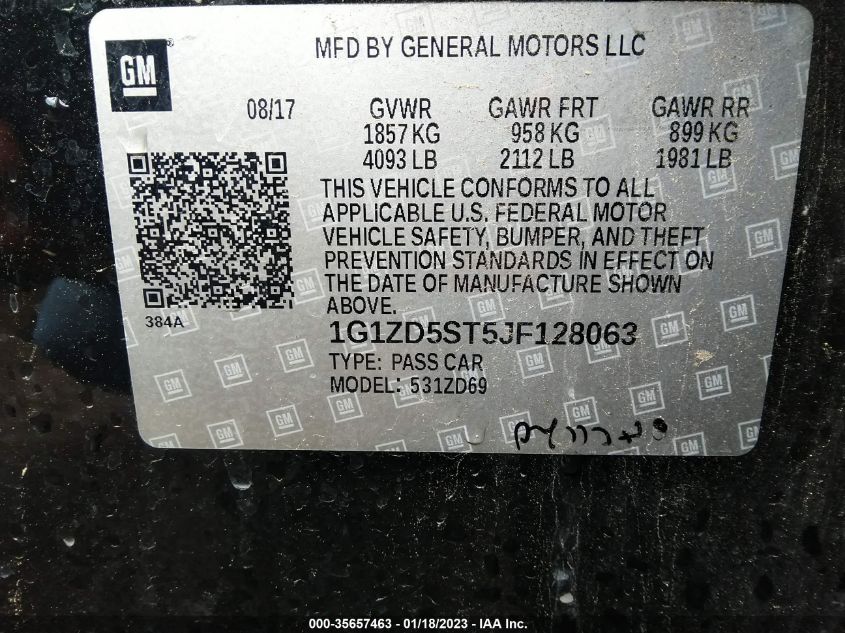 GM
MFD BY GENERAL MOTORS LLC
08/17 GVWR GAWR FRT GAWR RR
1857 KG 958 KG 899 KG
4093 LB 2112 LB 1981 LB
THIS VEHICLE CONFORMS TO ALL
APPLICABLE U.S. FEDERAL MOTOR
VEHICLE SAFETY, BUMPER, AND THEFT
PREVENTION STANDARDS IN EFFECT ON
THE DATE OF MANUFACTURE SHOWN
ABOVE.
384A
1G1ZD5ST5JF128063
TYPE: PASS CAR
MODEL: 531ZD69
000-35657463 - 01/18/2023 - IAA Inc.